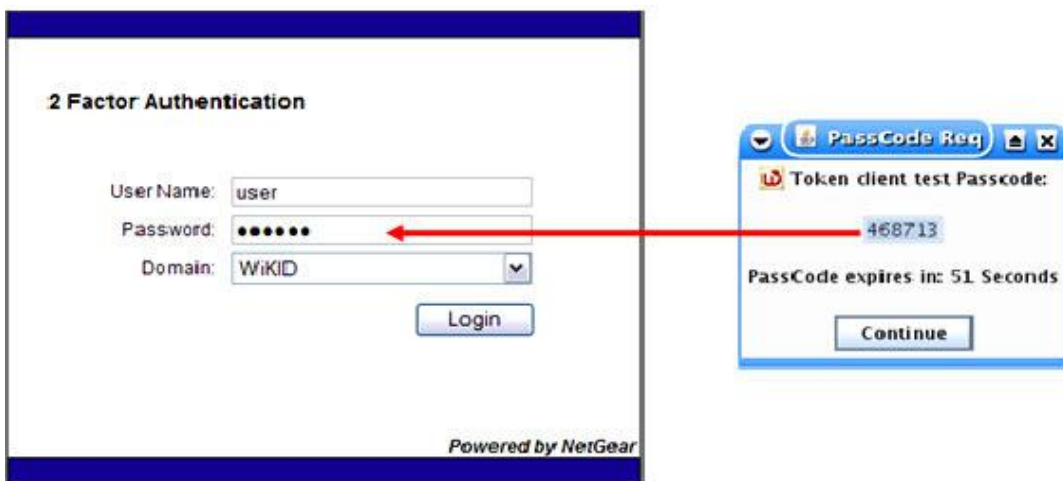 2 Factor Authentication
User Name: user
Password: ●●●●●●
Domain: WiKID
Login
Powered by NetGear
PassCode Req
Token client test Passcode:
468713
PassCode expires in: 51 Seconds
Continue